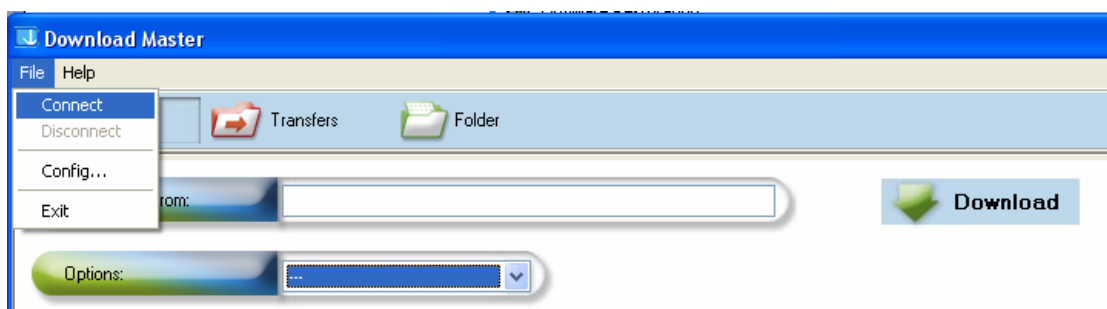 Download Master
File Help
Connect
Disconnect
Config...
Exit
Transfers
Folder
rom:
Download
Options:
---